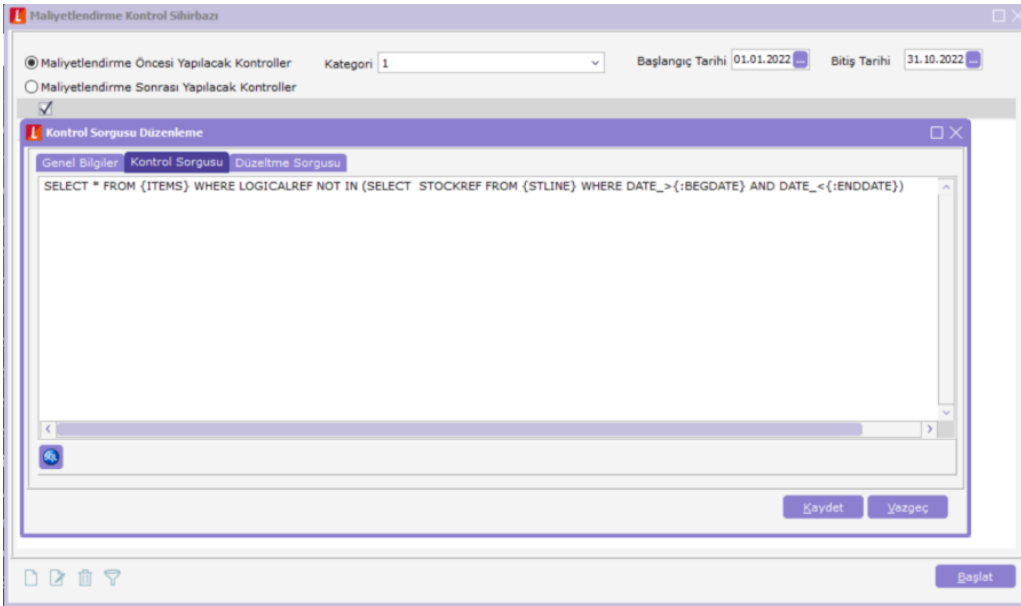 Maliyetlendirme Kontrol Sihirbazı
Maliyetlendirme Öncesi Yapılacak Kontroller Kategori 1 Başlangıç Tarihi 01.01.2022 ... Bitiş Tarihi 31.10.2022 ...
Maliyetlendirme Sonrası Yapılacak Kontroller
Kontrol Sorgusu Düzenleme
Genel Bilgiler Kontrol Sorgusu Düzeltme Sorgusu
SELECT * FROM {ITEMS} WHERE LOGICALREF NOT IN (SELECT STOCKREF FROM {STLINE} WHERE DATE_>{:BEGDATE} AND DATE_<{:ENDDATE})
Kaydet Vazgeç
Başlat